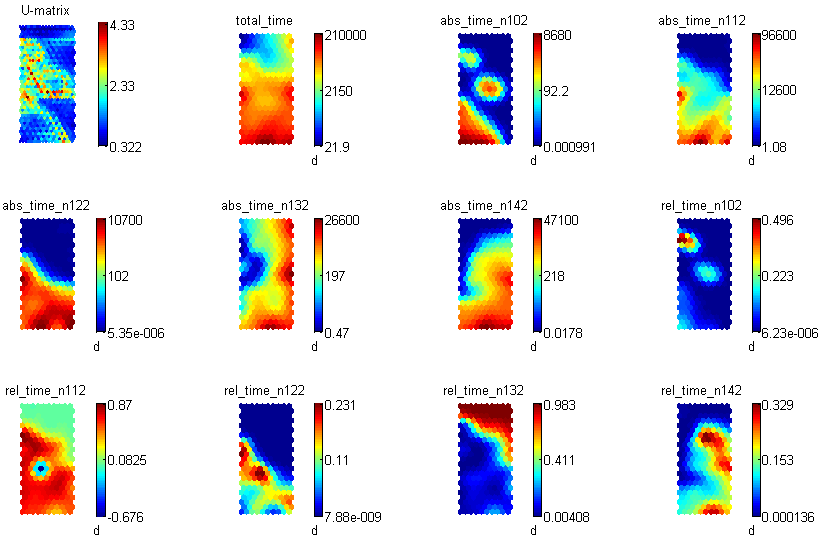 U-matrix
4.33
2.33
0.322
total_time
210000
2150
21.9
d
abs_time_n102
8680
92.2
0.000991
abs_time_n112
96600
12600
1.08
d
abs_time_n122
10700
102
5.35e-006
d
abs_time_n132
26600
197
0.47
d
abs_time_n142
47100
218
0.0178
d
rel_time_n102
0.496
0.223
6.23e-006
d
rel_time_n112
0.87
0.0825
-0.676
d
rel_time_n122
0.231
0.11
7.88e-009
d
rel_time_n132
0.983
0.411
0.00408
d
rel_time_n142
0.329
0.153
0.000136
d